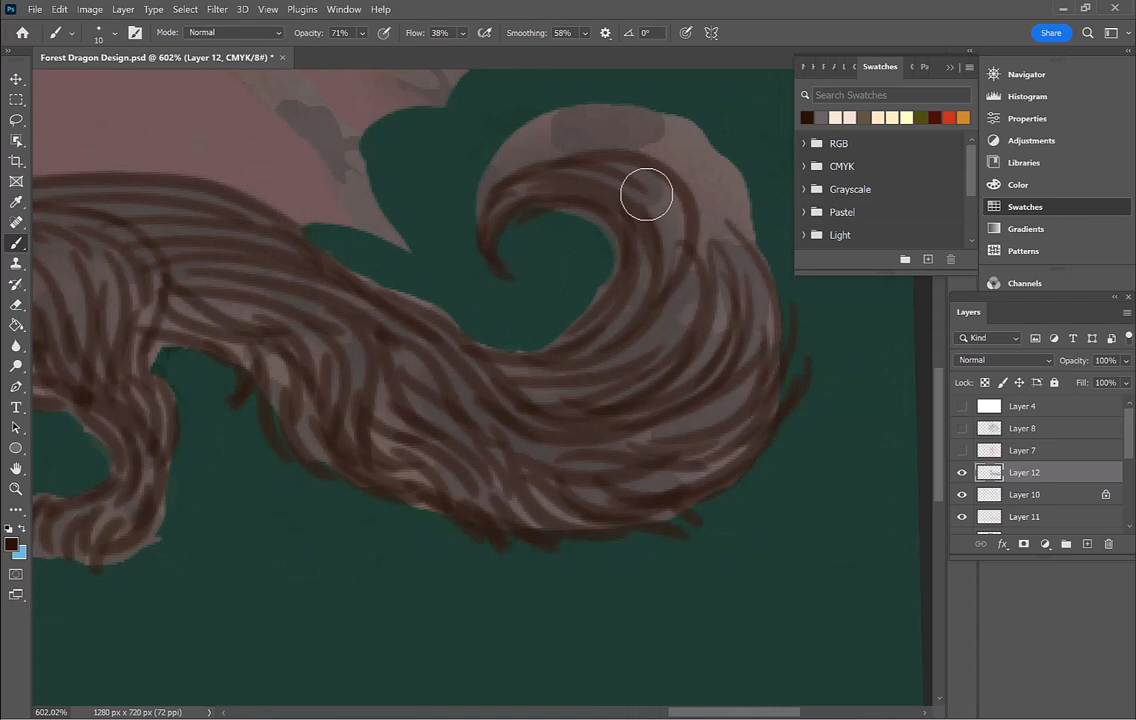 Ps File Edit Image Layer Type Select Filter 3D View Plugins Window Help
10 Mode: Normal Opacity: 71% Flow: 38% Smoothing: 58% 0° Share
Forest Dragon Design.psd @ 602% (Layer 12, CMYK/8#) * ×
Swatches Pa
Search Swatches
RGB
CMYK
Grayscale
Pastel
Light
Navigator
Histogram
Properties
Adjustments
Libraries
Color
Swatches
Gradients
Patterns
Channels
Layers
Kind
Normal Opacity: 100%
Lock: Fill: 100%
Layer 4
Layer 8
Layer 7
Layer 12
Layer 10
Layer 11
fx
602.02% 1280 px x 720 px (72 ppi)